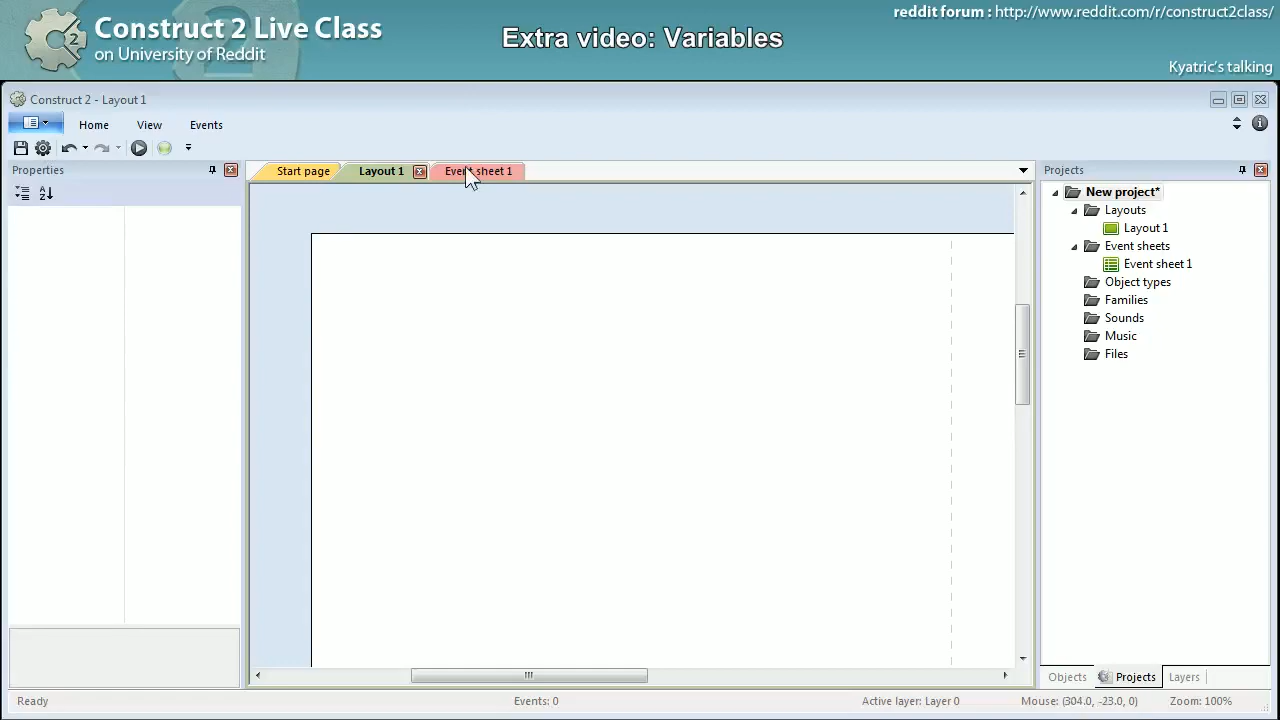 Construct 2 Live Class
on University of Reddit
Extra video: Variables
reddit forum : http://www.reddit.com/r/construct2class/
Kyatric's talking
Construct 2 - Layout 1
Home View Events
Properties
Start page Layout 1 Event sheet 1
Projects
New project*
Layouts
Layout 1
Event sheets
Event sheet 1
Object types
Families
Sounds
Music
Files
Objects Projects Layers
Ready
Events: 0
Active layer: Layer 0
Mouse: (304.0, -23.0, 0)
Zoom: 100%